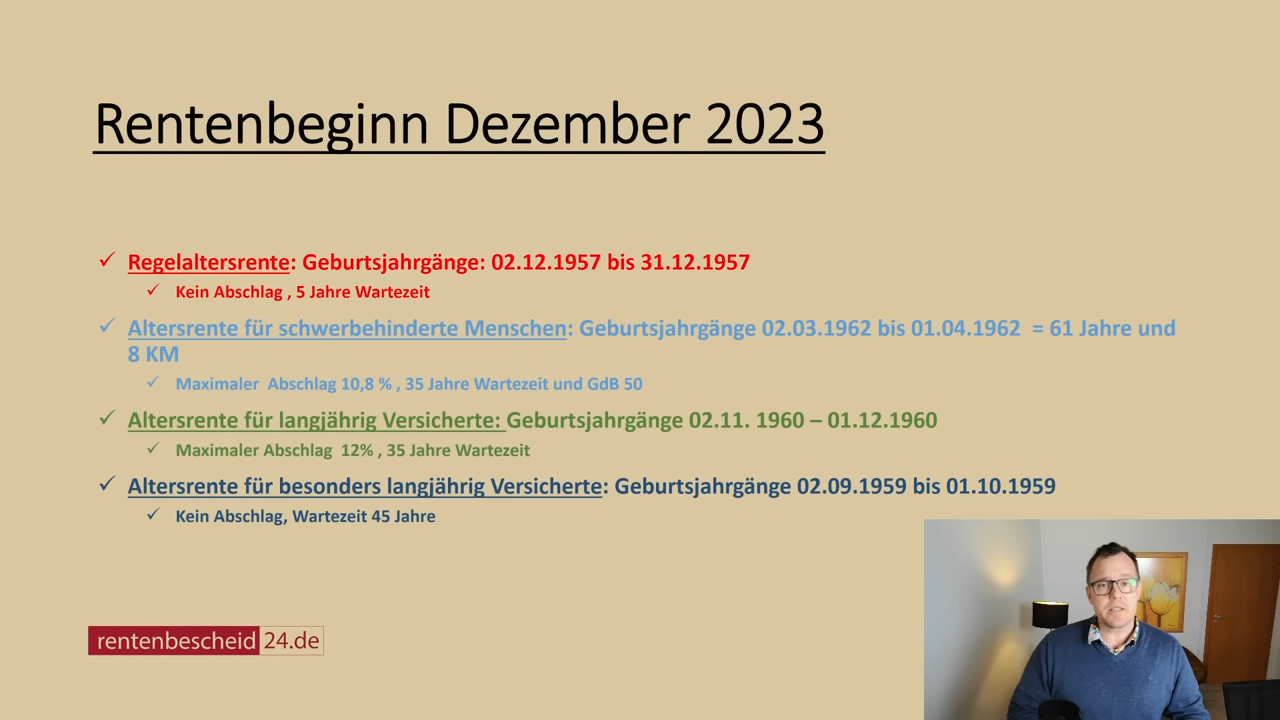 Rentenbeginn Dezember 2023
Regelaltersrente: Geburtsjahrgänge: 02.12.1957 bis 31.12.1957
Kein Abschlag , 5 Jahre Wartezeit
Altersrente für schwerbehinderte Menschen: Geburtsjahrgänge 02.03.1962 bis 01.04.1962 = 61 Jahre und
8 KM
Maximaler Abschlag 10,8 % , 35 Jahre Wartezeit und GdB 50
Altersrente für langjährig Versicherte: Geburtsjahrgänge 02.11. 1960 – 01.12.1960
Maximaler Abschlag 12% , 35 Jahre Wartezeit
Altersrente für besonders langjährig Versicherte: Geburtsjahrgänge 02.09.1959 bis 01.10.1959
Kein Abschlag, Wartezeit 45 Jahre
rentenbescheid 24.de